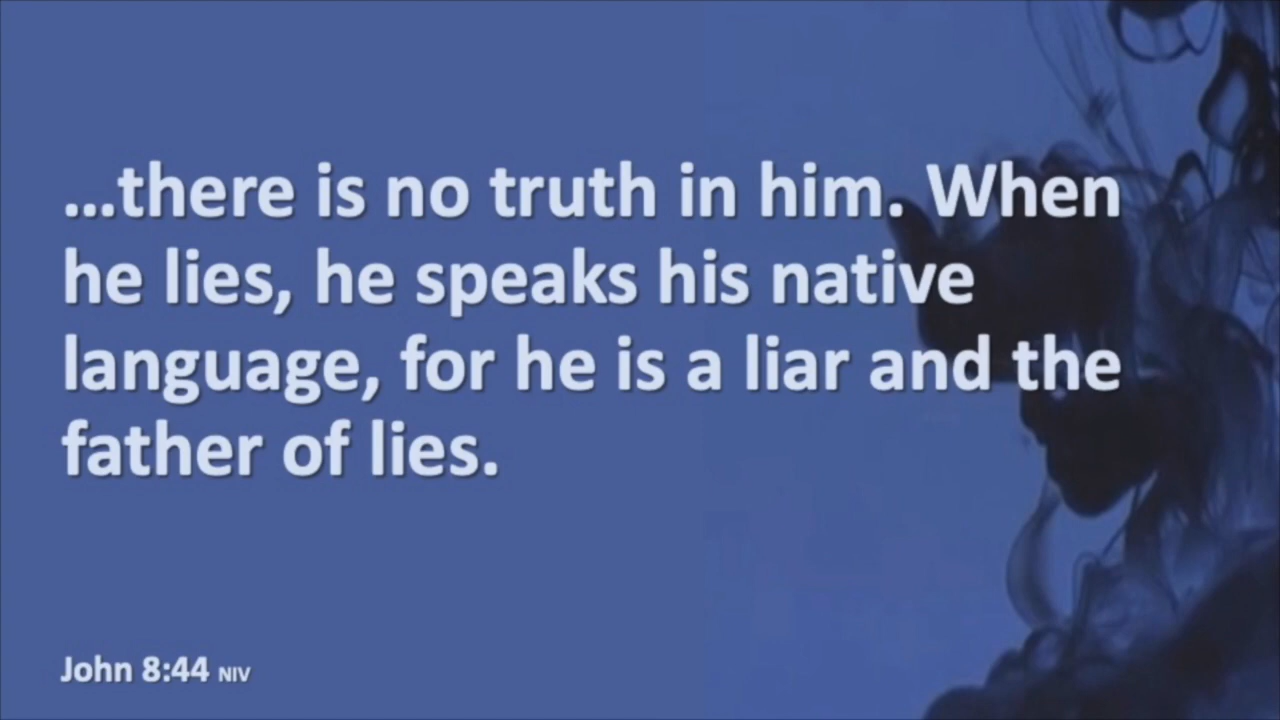 …there is no truth in him. When
he lies, he speaks his native
language, for he is a liar and the
father of lies.
John 8:44 NIV